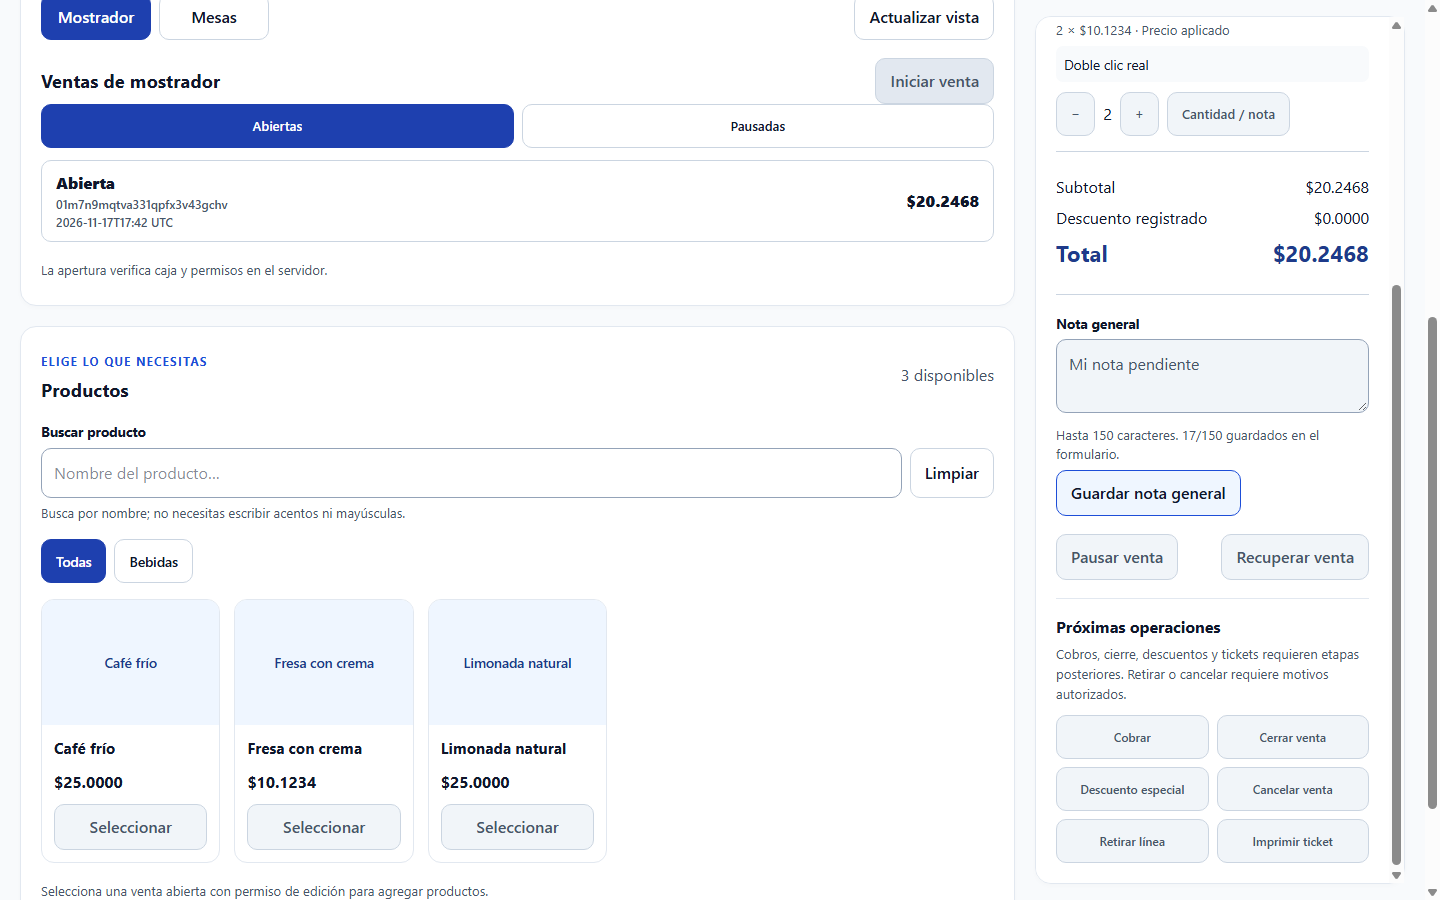 Mostrador
Mesas
Actualizar vista
Ventas de mostrador
Iniciar venta
Abiertas
Pausadas
Abierta
01m7n9mqtva331qpfx3v43gchv
2026-11-17T17:42 UTC
$20.2468
La apertura verifica caja y permisos en el servidor.
ELIGE LO QUE NECESITAS
Productos
3 disponibles
Buscar producto
Nombre del producto...
Limpiar
Busca por nombre; no necesitas escribir acentos ni mayúsculas.
Todas
Bebidas
Café frío
Café frío
$25.0000
Seleccionar
Fresa con crema
Fresa con crema
$10.1234
Seleccionar
Limonada natural
Limonada natural
$25.0000
Seleccionar
Selecciona una venta abierta con permiso de edición para agregar productos.
2 × $10.1234 · Precio aplicado
Doble clic real
− 2 + Cantidad / nota
Subtotal $20.2468
Descuento registrado $0.0000
Total $20.2468
Nota general
Mi nota pendiente
Hasta 150 caracteres. 17/150 guardados en el
formulario.
Guardar nota general
Pausar venta
Recuperar venta
Próximas operaciones
Cobros, cierre, descuentos y tickets requieren etapas
posteriores. Retirar o cancelar requiere motivos
autorizados.
Cobrar
Cerrar venta
Descuento especial
Cancelar venta
Retirar línea
Imprimir ticket